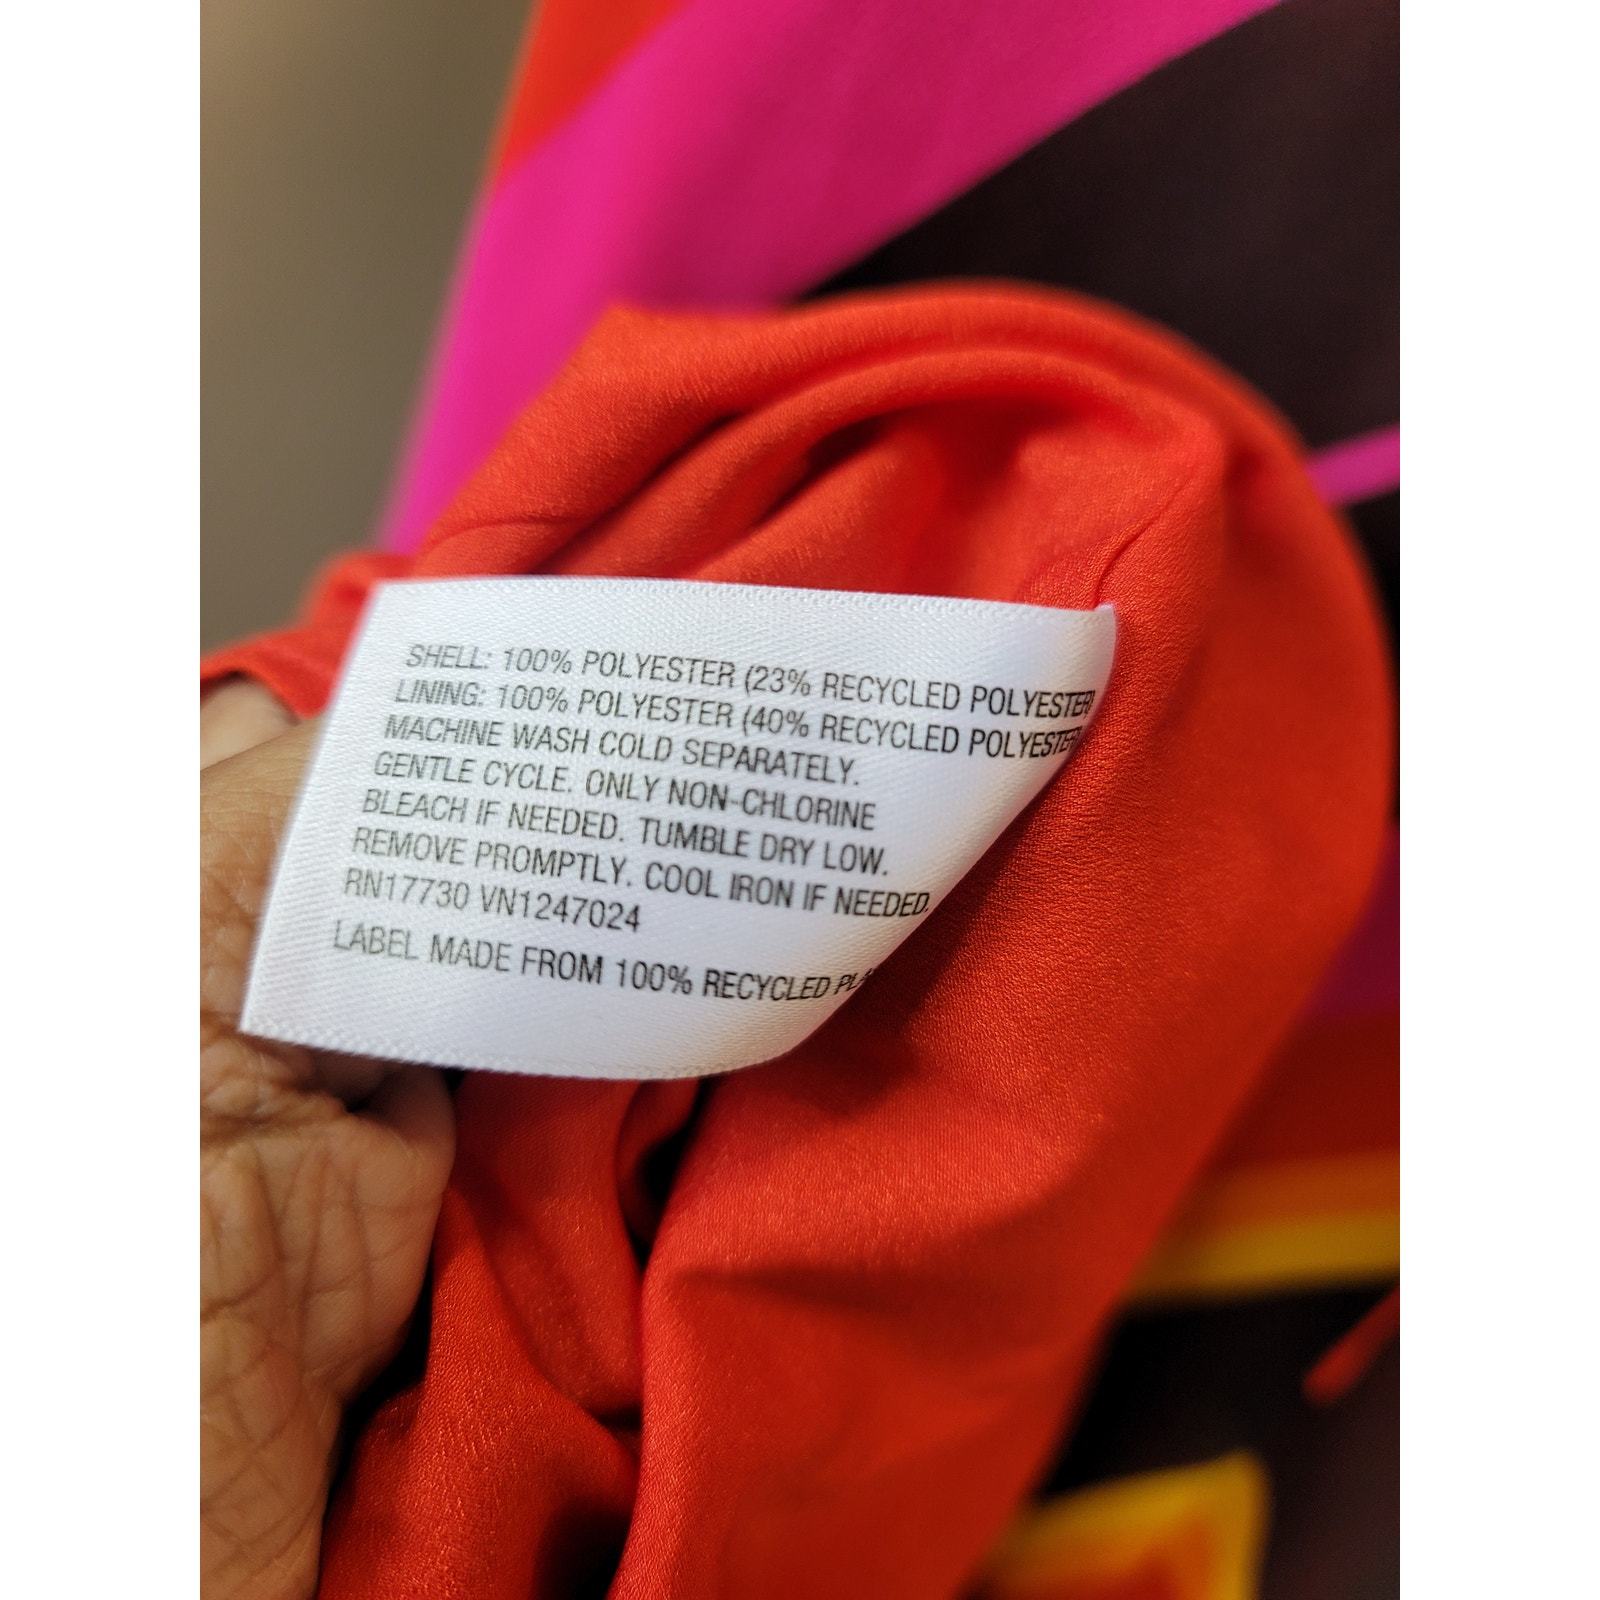 SHELL: 100% POLYESTER (23% RECYCLED POLYESTER)
LINING: 100% POLYESTER (40% RECYCLED POLYESTER)
MACHINE WASH COLD SEPARATELY.
GENTLE CYCLE. ONLY NON-CHLORINE
BLEACH IF NEEDED. TUMBLE DRY LOW.
REMOVE PROMPTLY. COOL IRON IF NEEDED.
RN17730 VN1247024
LABEL MADE FROM 100% RECYCLED